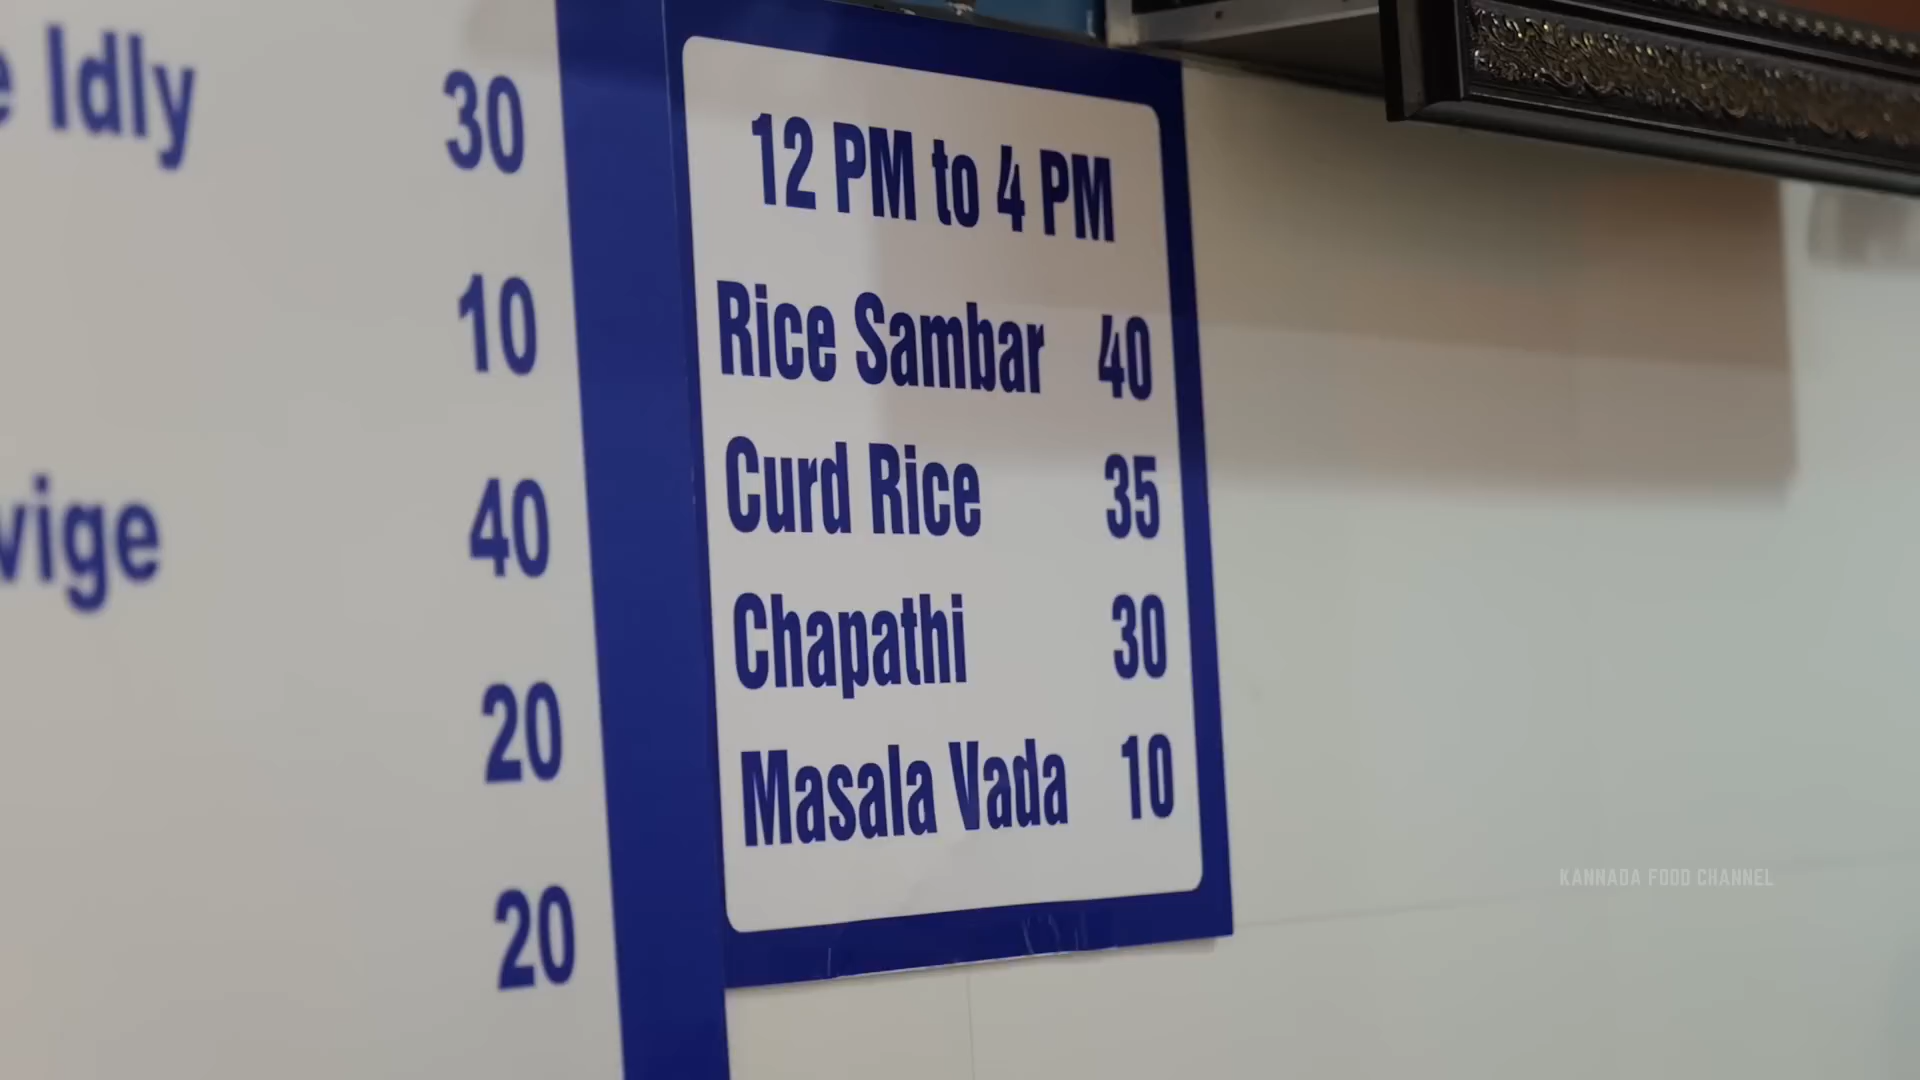 Idly 30
10
40
20
20
12 PM to 4 PM
Rice Sambar 40
Curd Rice 35
Chapathi 30
Masala Vada 10
KANNADA FOOD CHANNEL